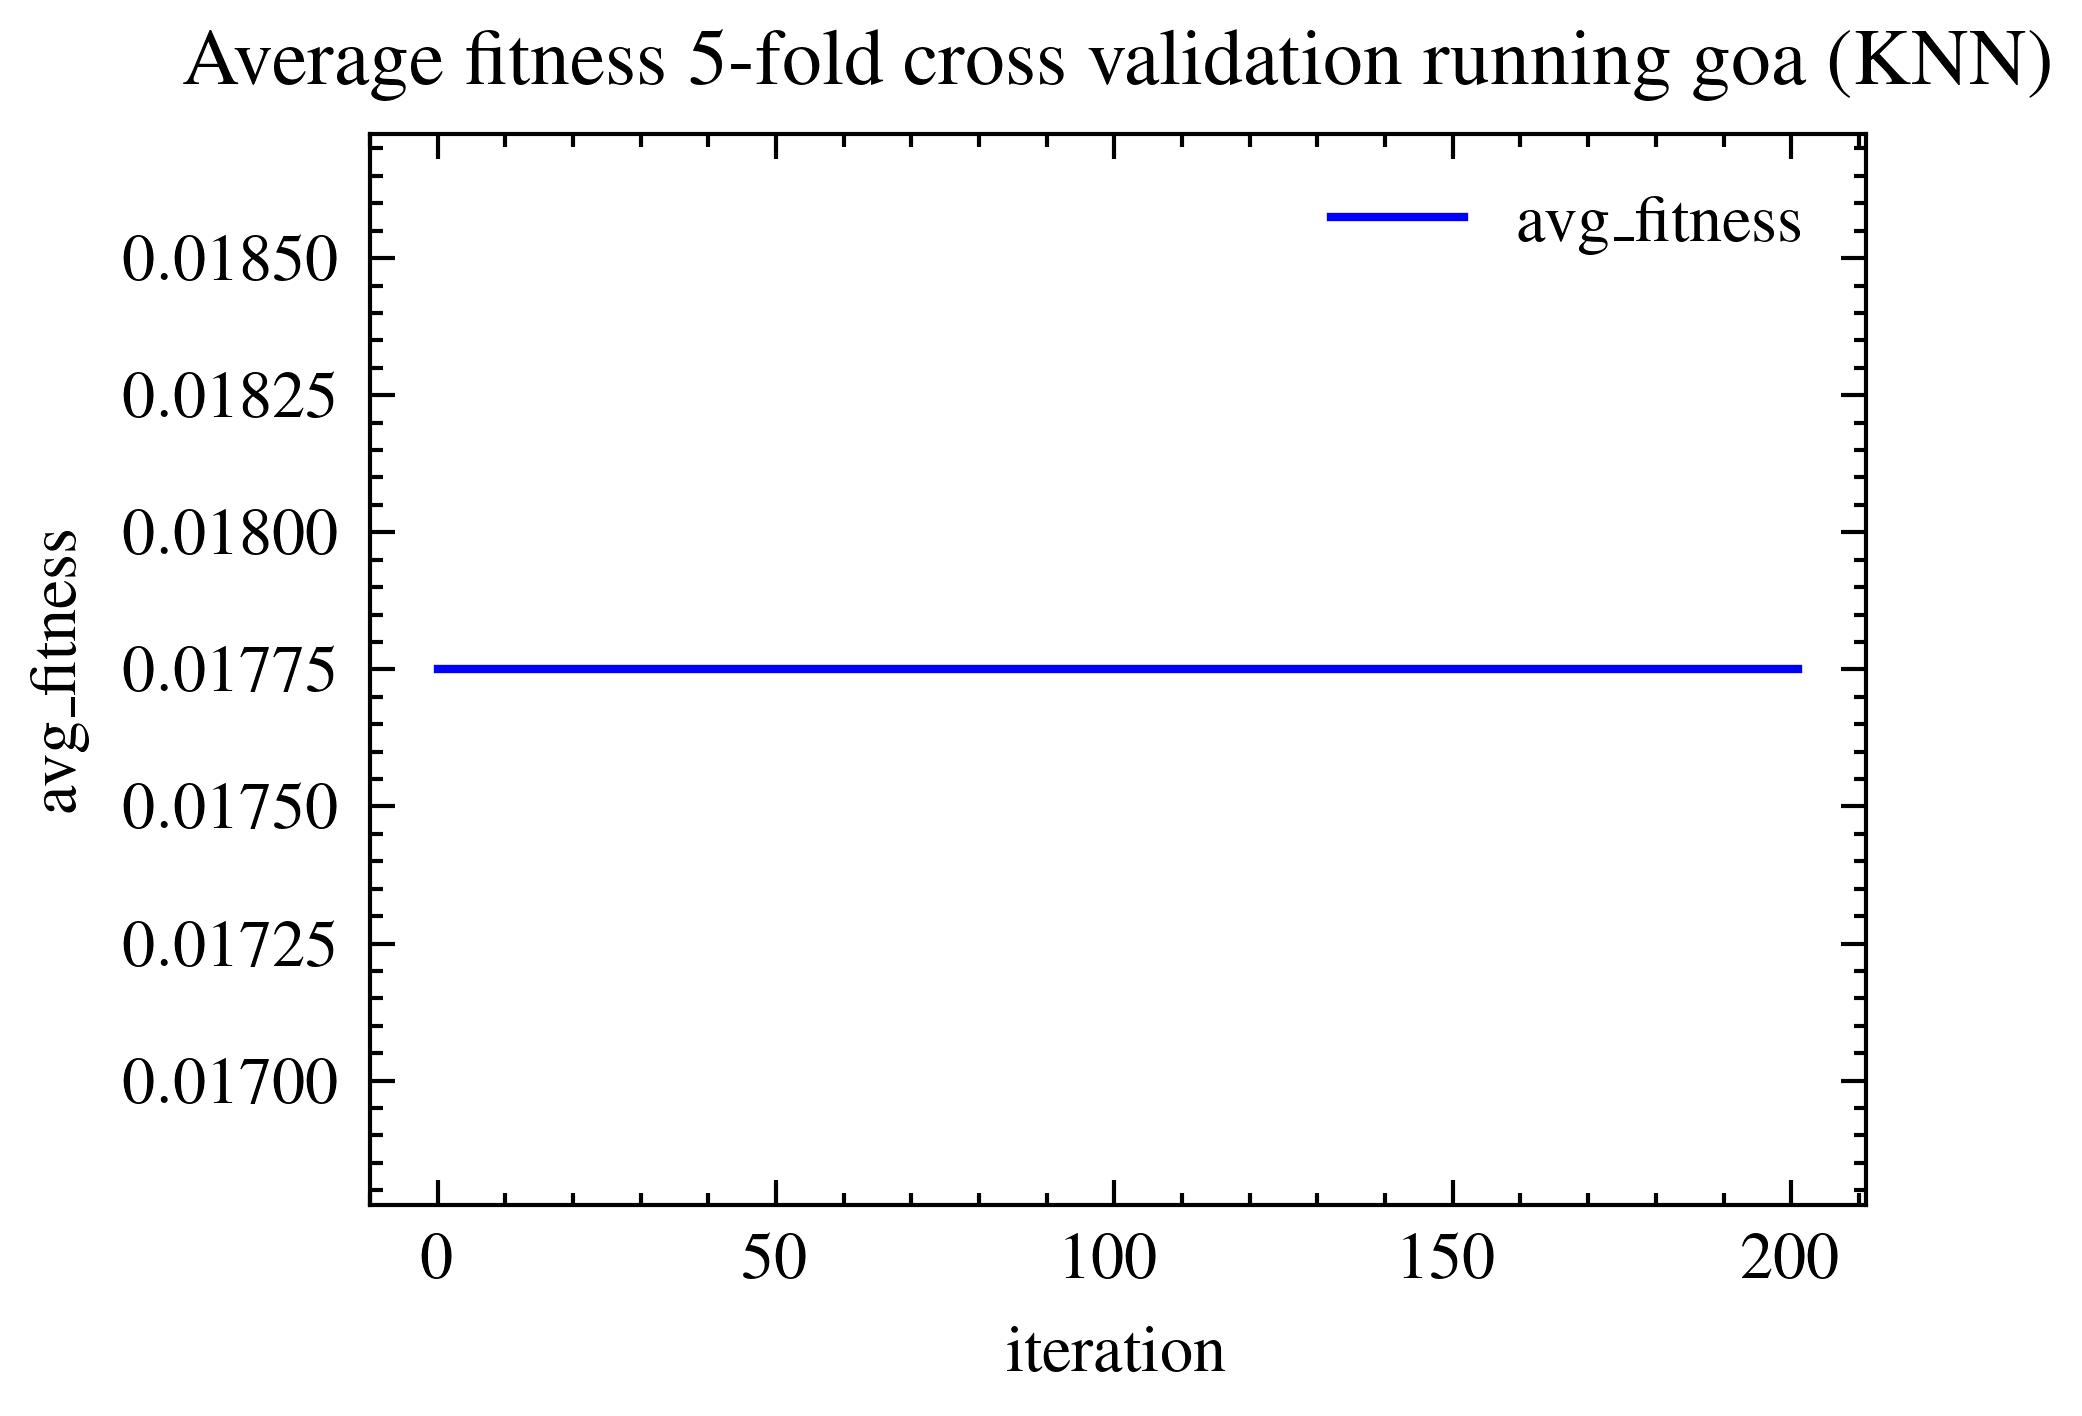 Average fitness 5-fold cross validation running goa (KNN)
avg_fitness
0.01850
0.01825
0.01800
0.01775
0.01750
0.01725
0.01700
avg_fitness
0 50 100 150 200
iteration